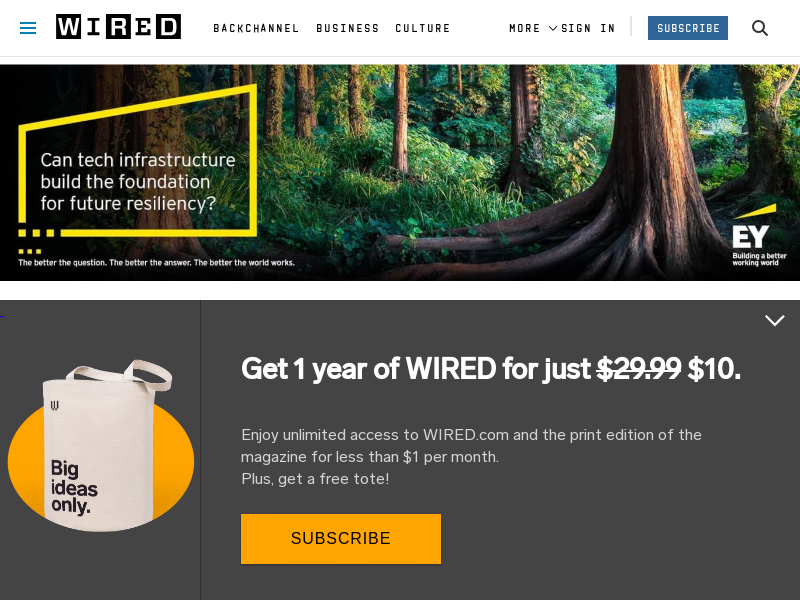 WIRED
BACKCHANNEL BUSINESS CULTURE MORE SIGN IN SUBSCRIBE
Can tech infrastructure
build the foundation
for future resiliency?
The better the question. The better the answer. The better the world works.
EY
Building a better
working world
Get 1 year of WIRED for just $29.99 $10.
Enjoy unlimited access to WIRED.com and the print edition of the
magazine for less than $1 per month.
Plus, get a free tote!
SUBSCRIBE
W
Big
ideas
only.